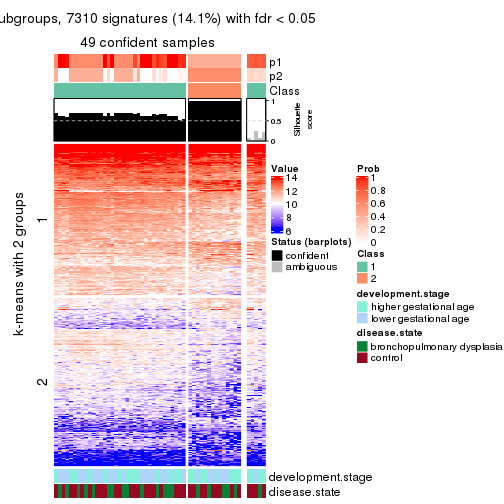 ubgroups, 7310 signatures (14.1%) with fdr < 0.05
49 confident samples
p1
p2
Class
1
0.5
0
Silhouette
score
k-means with 2 groups
1
2
Value
14
12
10
8
6
Status (barplots)
confident
ambiguous
Prob
1
0.8
0.6
0.4
0.2
0
Class
1
2
development.stage
higher gestational age
lower gestational age
disease.state
bronchopulmonary dysplasia
control
development.stage
disease.state